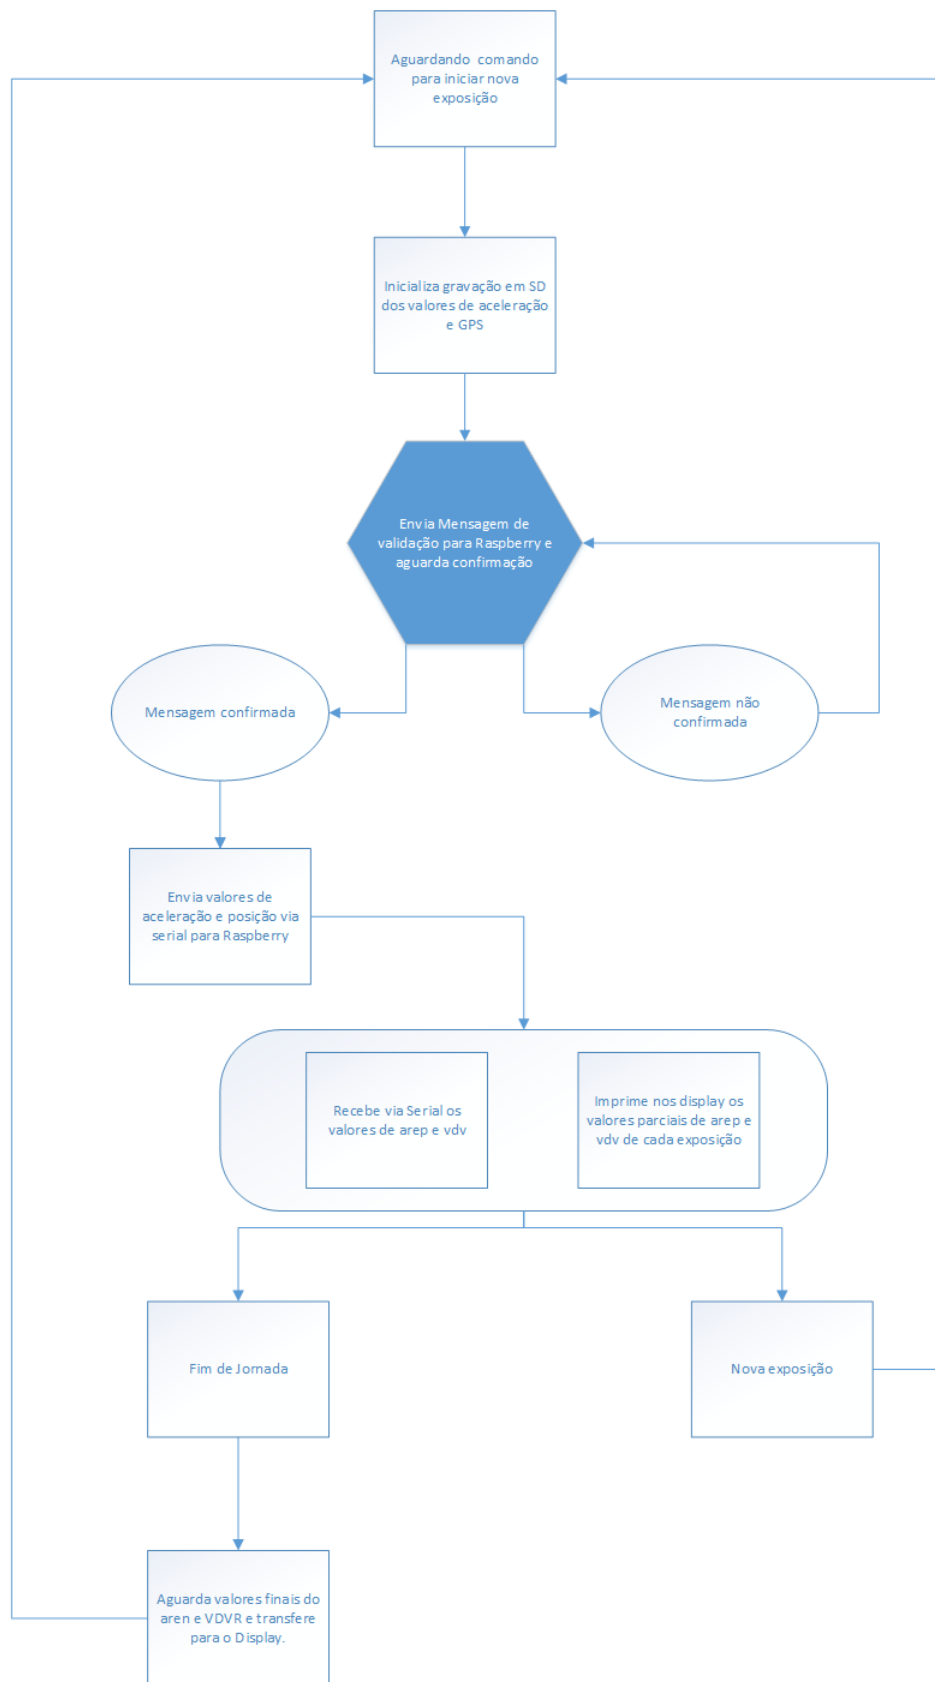 Aguardando comando
para iniciar nova
exposição
Inicializa gravação em SD
dos valores de aceleração
e GPS
Envia Mensagem de
validação para Raspberry e
aguarda confirmação
Mensagem confirmada
Mensagem não
confirmada
Envia valores de
aceleração e posição via
serial para Raspberry
Recebe via Serial os
valores de arep e vdv
Imprime nos display os
valores parciais de arep e
vdv de cada exposição
Fim de Jornada
Nova exposição
Aguarda valores finais do
aren e VDVR e transfere
para o Display.